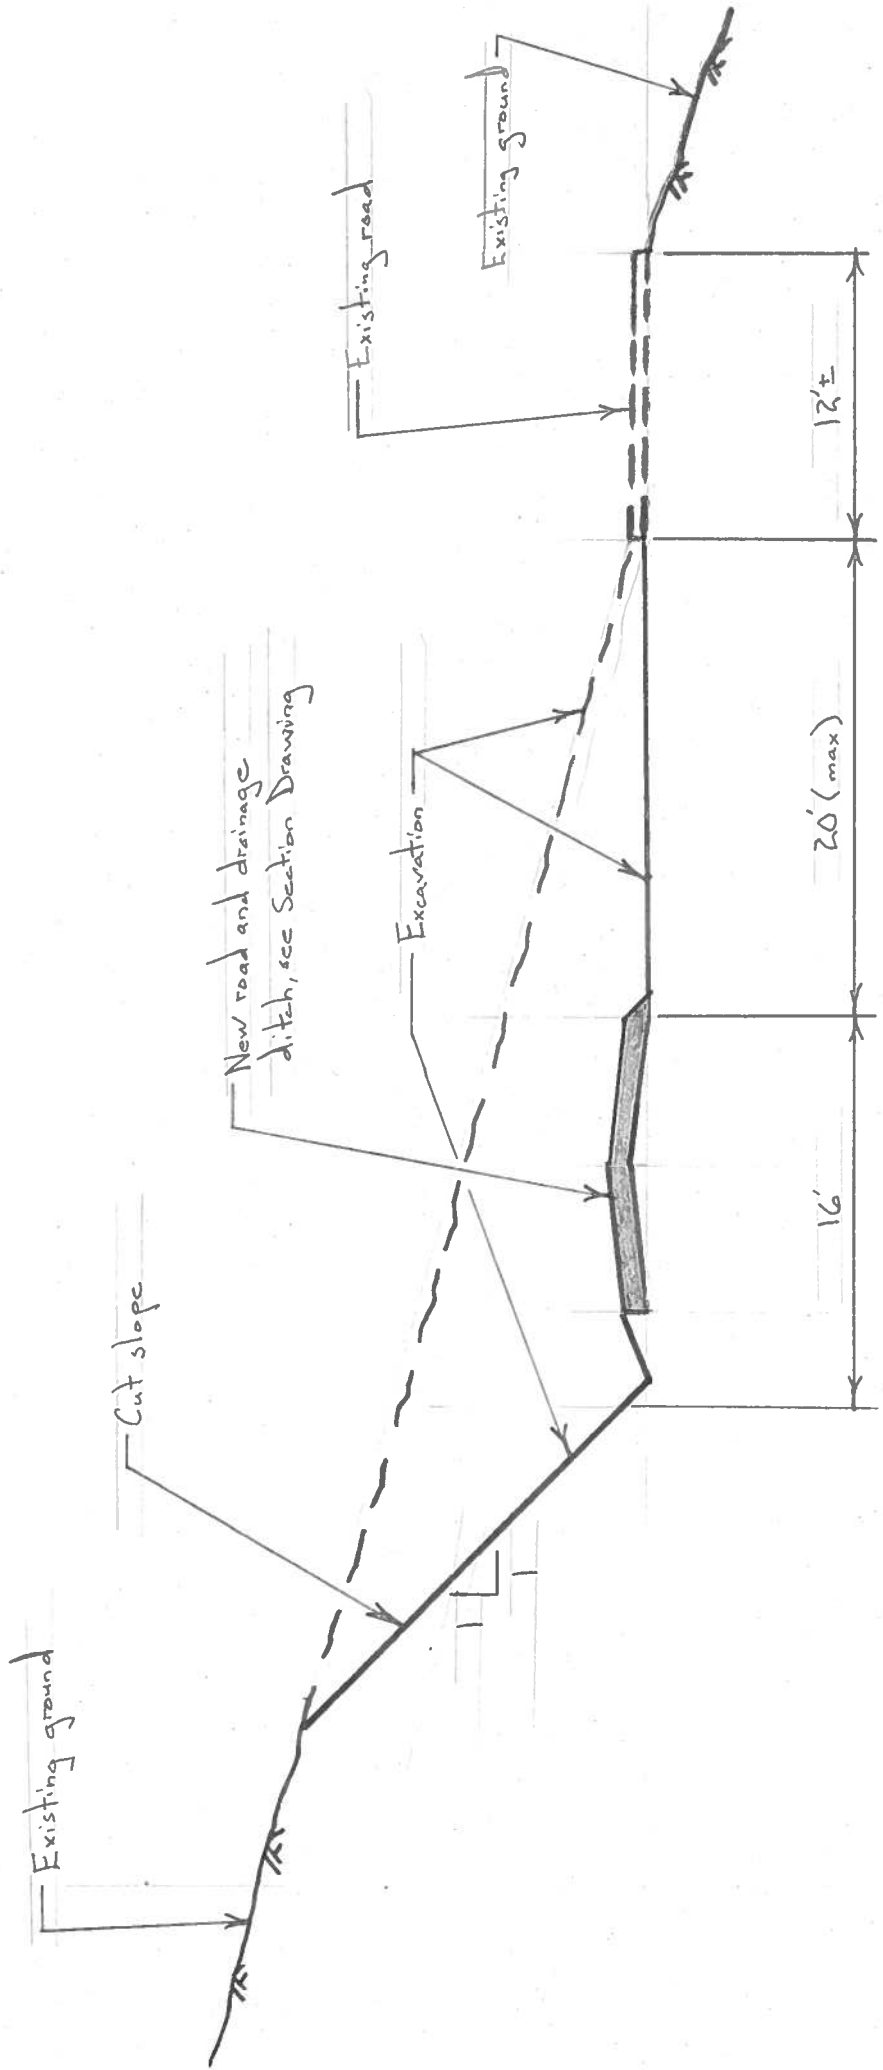 Existing ground
Cut slope
New road and drainage
ditch, see Section Drawing
Excavation
Existing road
Existing ground
1
1
16'
20' (max)
12'±